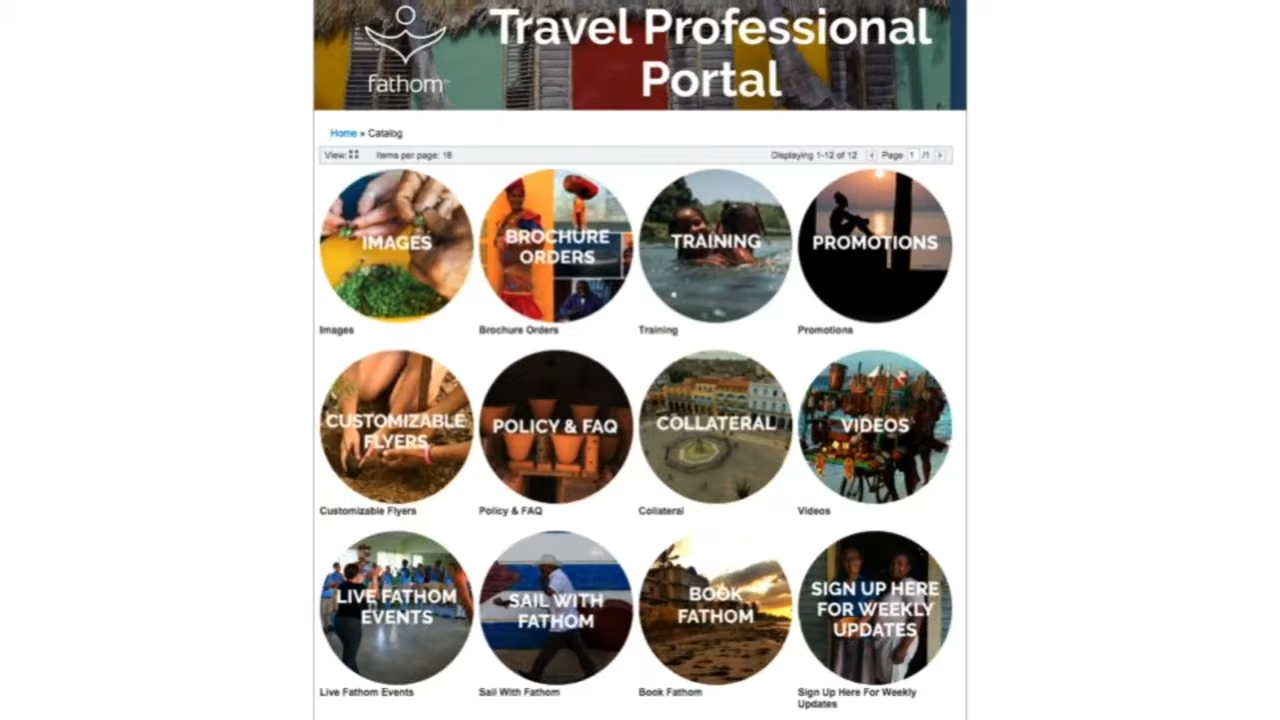 Travel Professional
Portal
fathom
Home » Catalog
View: Items per page: 16 Displaying 1-12 of 12 Page 1 /1
IMAGES
BROCHURE
ORDERS
TRAINING
PROMOTIONS
Images
Brochure Orders
Training
Promotions
CUSTOMIZABLE
FLYERS
POLICY & FAQ
COLLATERAL
VIDEOS
Customizable Flyers
Policy & FAQ
Collateral
Videos
LIVE FATHOM
EVENTS
SAIL WITH
FATHOM
BOOK
FATHOM
SIGN UP HERE
FOR WEEKLY
UPDATES
Live Fathom Events
Sail With Fathom
Book Fathom
Sign Up Here For Weekly
Updates